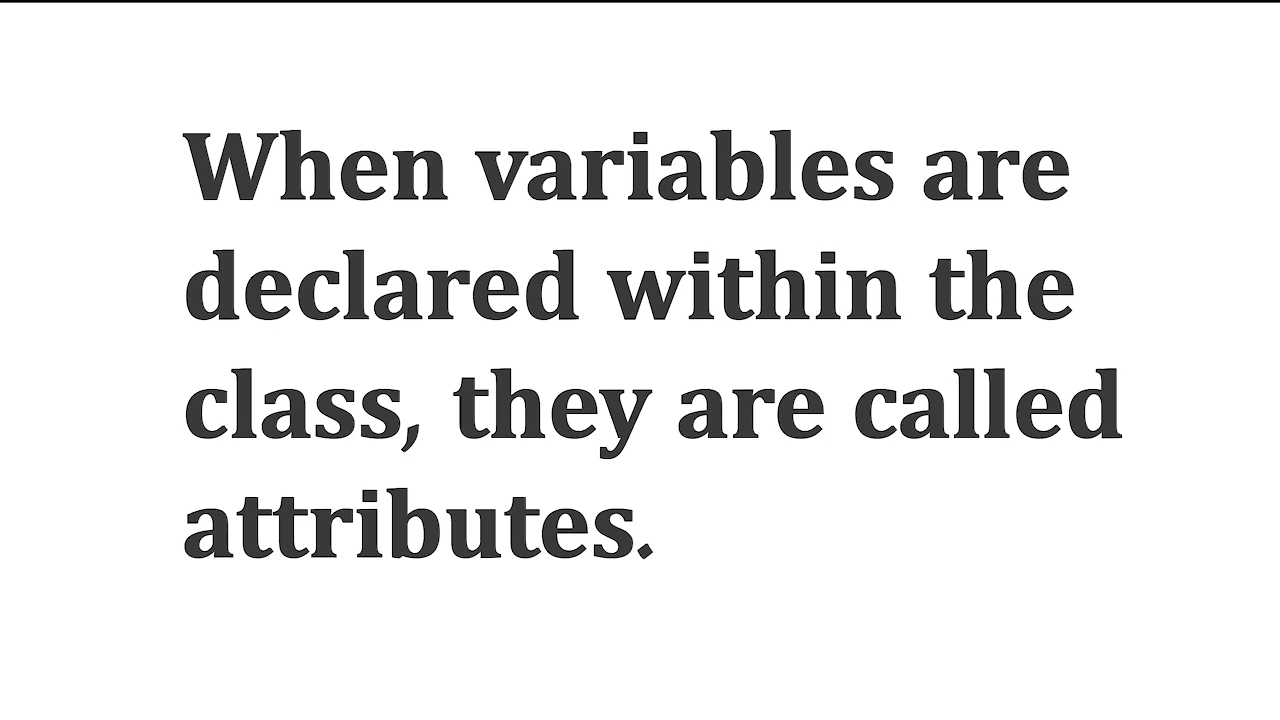 When variables are
declared within the
class, they are called
attributes.